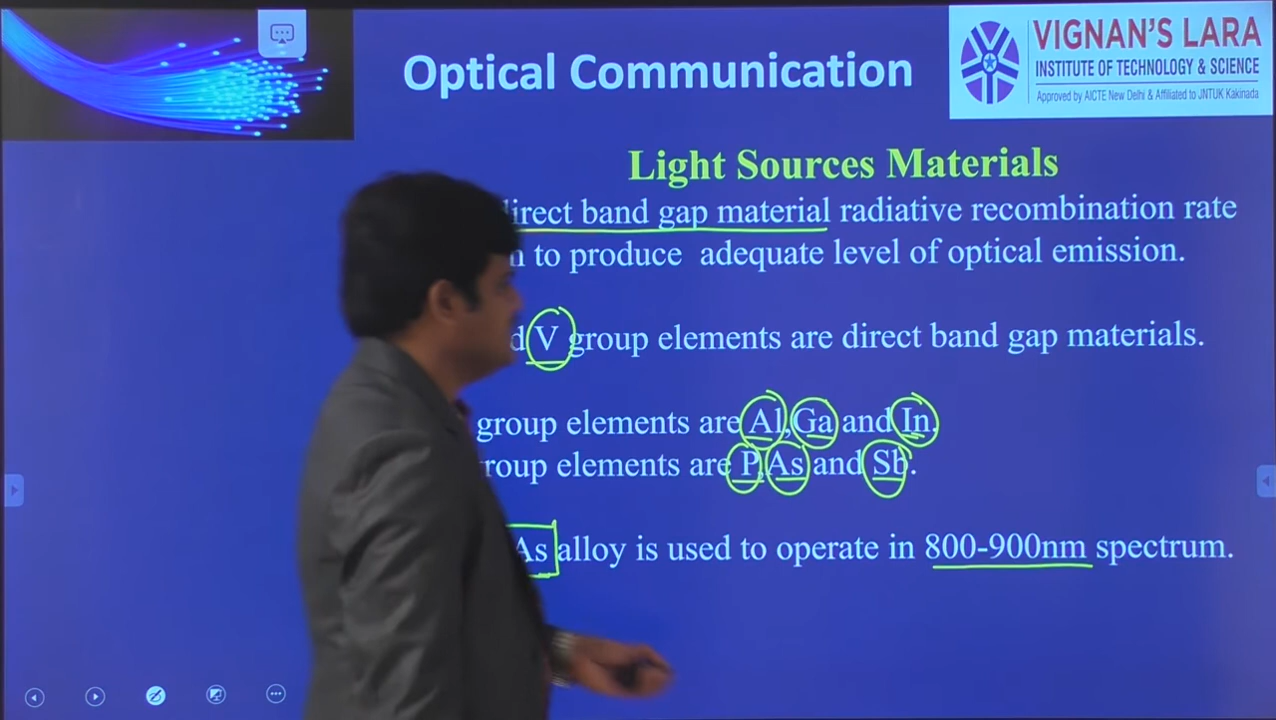 Optical Communication
VIGNAN'S LARA
INSTITUTE OF TECHNOLOGY & SCIENCE
Approved by AICTE New Delhi & Affiliated to JNTUK Kakinada
Light Sources Materials
direct band gap material radiative recombination rate
to produce adequate level of optical emission.
V group elements are direct band gap materials.
group elements are Al,Ga and In.
group elements are P,As and Sb.
As alloy is used to operate in 800-900nm spectrum.